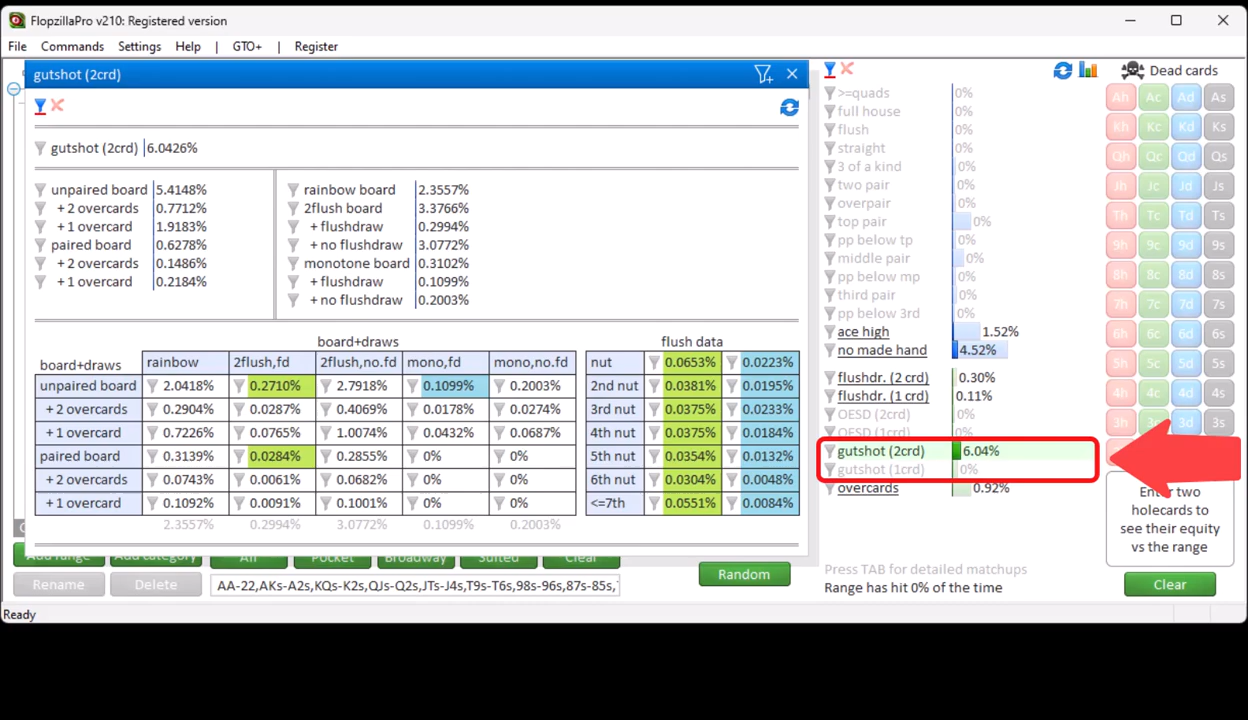 FlopzillaPro v210: Registered version
File Commands Settings Help | GTO+ | Register
gutshot (2crd)
gutshot (2crd) 6.0426%
unpaired board 5.4148%
+ 2 overcards 0.7712%
+ 1 overcard 1.9183%
paired board 0.6278%
+ 2 overcards 0.1486%
+ 1 overcard 0.2184%
rainbow board 2.3557%
2flush board 3.3766%
+ flushdraw 0.2994%
+ no flushdraw 3.0772%
monotone board 0.3102%
+ flushdraw 0.1099%
+ no flushdraw 0.2003%
board+draws
board+draws rainbow 2flush,fd 2flush,no.fd mono,fd mono,no.fd
unpaired board 2.0418% 0.2710% 2.7918% 0.1099% 0.2003%
+ 2 overcards 0.2904% 0.0287% 0.4069% 0.0178% 0.0274%
+ 1 overcard 0.7226% 0.0765% 1.0074% 0.0432% 0.0687%
paired board 0.3139% 0.0284% 0.2855% 0% 0%
+ 2 overcards 0.0743% 0.0061% 0.0682% 0% 0%
+ 1 overcard 0.1092% 0.0091% 0.1001% 0% 0%
2.3557% 0.2994% 3.0772% 0.1099% 0.2003%
flush data
nut 0.0653% 0.0223%
2nd nut 0.0381% 0.0195%
3rd nut 0.0375% 0.0233%
4th nut 0.0375% 0.0184%
5th nut 0.0354% 0.0132%
6th nut 0.0304% 0.0048%
<=7th 0.0551% 0.0084%
Add range Add category All Pocket Broadway Suited Clear
Rename Delete AA-22,AKs-A2s,KQs-K2s,QJs-Q2s,JTs-J4s,T9s-T6s,98s-96s,87s-85s,
Random
>=quads 0%
full house 0%
flush 0%
straight 0%
3 of a kind 0%
two pair 0%
overpair 0%
top pair 0%
pp below tp 0%
middle pair 0%
pp below mp 0%
third pair 0%
pp below 3rd 0%
ace high 1.52%
no made hand 4.52%
flushdr. (2 crd) 0.30%
flushdr. (1 crd) 0.11%
OESD (2crd) 0%
OESD (1crd) 0%
gutshot (2crd) 6.04%
gutshot (1crd) 0%
overcards 0.92%
Press TAB for detailed matchups
Range has hit 0% of the time
Dead cards
Ah Ac Ad As
Kh Kc Kd Ks
Qh Qc Qd Qs
Jh Jc Jd Js
Th Tc Td Ts
9h 9c 9d 9s
8h 8c 8d 8s
7h 7c 7d 7s
6h 6c 6d 6s
5h 5c 5d 5s
4h 4c 4d 4s
3h 3c 3d 3s
Enter two
holecards to
see their equity
vs the range
Clear
Ready